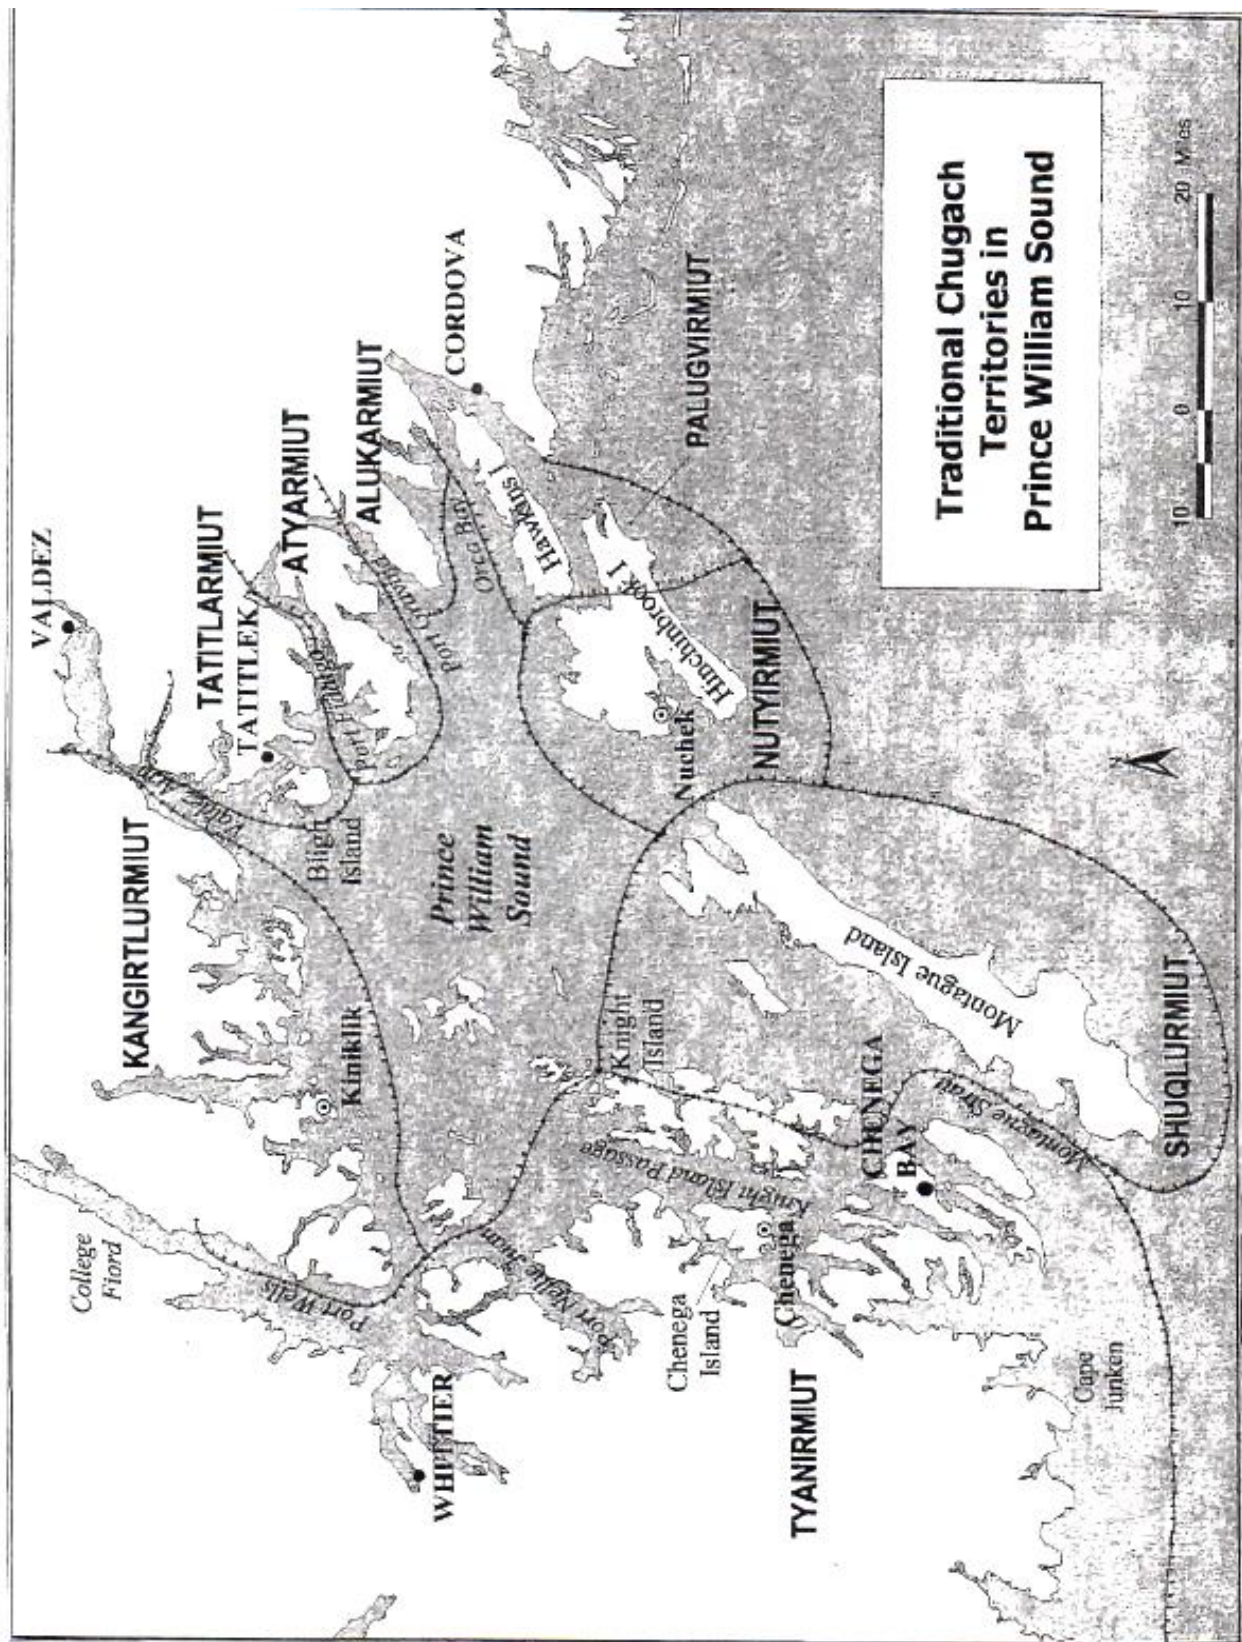 VALDEZ
TATITLARMIUT
TATITLEK
ATYARMIUT
ALUKARMIUT
CORDOVA
KANGIRTLURMIUT
College
Fiord
Valdez Arm
Port Fidalgo
Port Gravina
Orca Bay
Hawkins I
Bligh
Island
Kiniklik
Port Wells
Prince
William
Sound
Hinchinbrook I
PALUGVIRMIUT
Nuchek
NUTYIRMIUT
WHITTIER
Port Nellie Juan
Knight
Island
Knight Island Passage
Chenega
Island
Chenega
CHENEGA
BAY
Montague Island
Montague Strait
TYANIRMIUT
Cape
Junken
SHUQLURMIUT
Traditional Chugach
Territories in
Prince William Sound
10 0 10 20 Miles